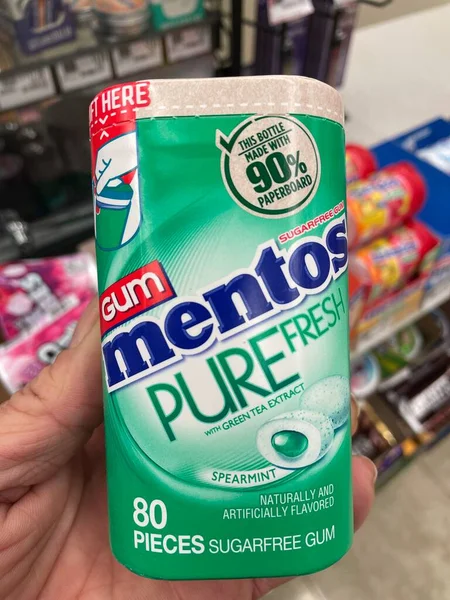 FT HERE
THIS BOTTLE
MADE WITH
90%
PAPERBOARD
SUGARFREE GUM
GUM
mentos
PURE FRESH
WITH GREEN TEA EXTRACT
SPEARMINT
NATURALLY AND
ARTIFICIALLY FLAVORED
80
PIECES SUGARFREE GUM